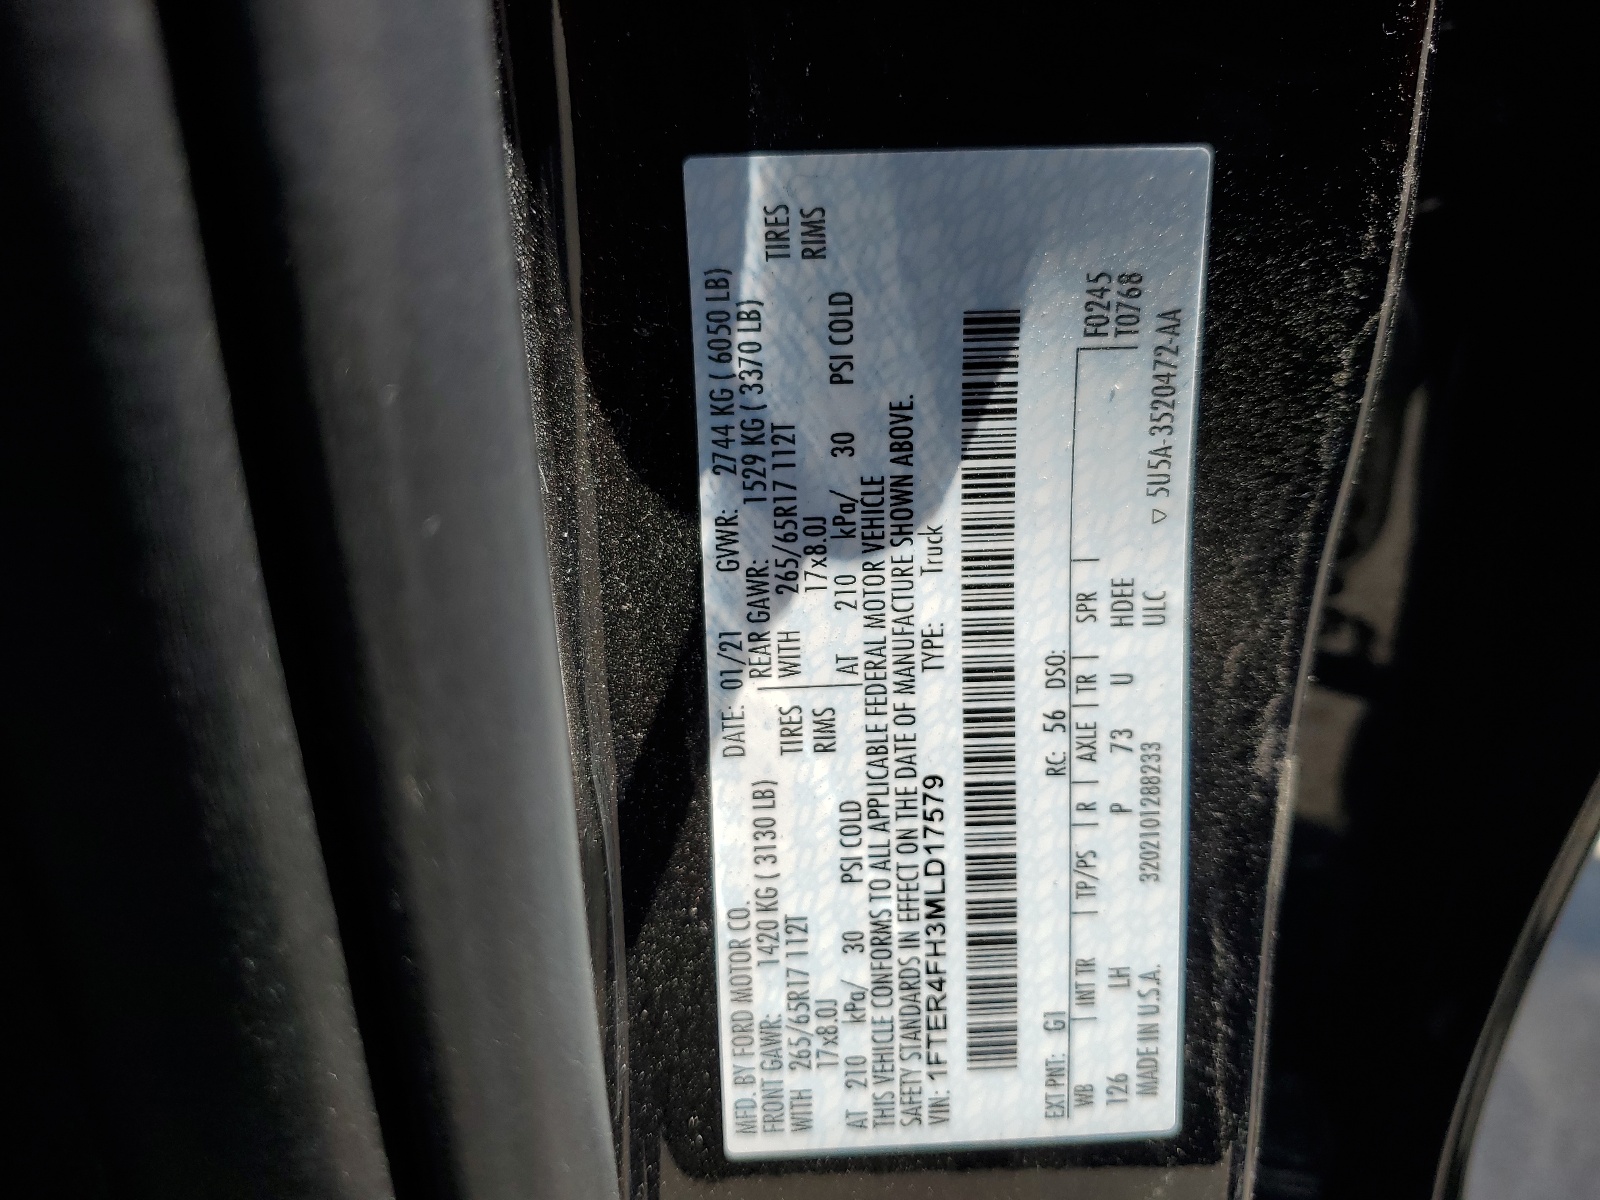 MFD. BY FORD MOTOR CO. DATE: 01/21 GVWR: 2744 KG ( 6050 LB)
FRONT GAWR: 1420 KG ( 3130 LB) REAR GAWR: 1529 KG ( 3370 LB)
WITH 265/65R17 112T TIRES WITH 265/65R17 112T TIRES
17x8.0J RIMS 17x8.0J RIMS
AT 210 kPa/ 30 PSI COLD AT 210 kPa/ 30 PSI COLD
THIS VEHICLE CONFORMS TO ALL APPLICABLE FEDERAL MOTOR VEHICLE
SAFETY STANDARDS IN EFFECT ON THE DATE OF MANUFACTURE SHOWN ABOVE.
VIN: 1FTER4FH3MLD17579 TYPE: Truck
EXT PNT: G1 RC: 56 DSO: F0245
WB INT TR TP/PS R AXLE TR SPR T0768
126 LH P 73 U HDEE
MADE IN U.S.A. 3202101288233 ULC
▽ 5U5A-3520472-AA